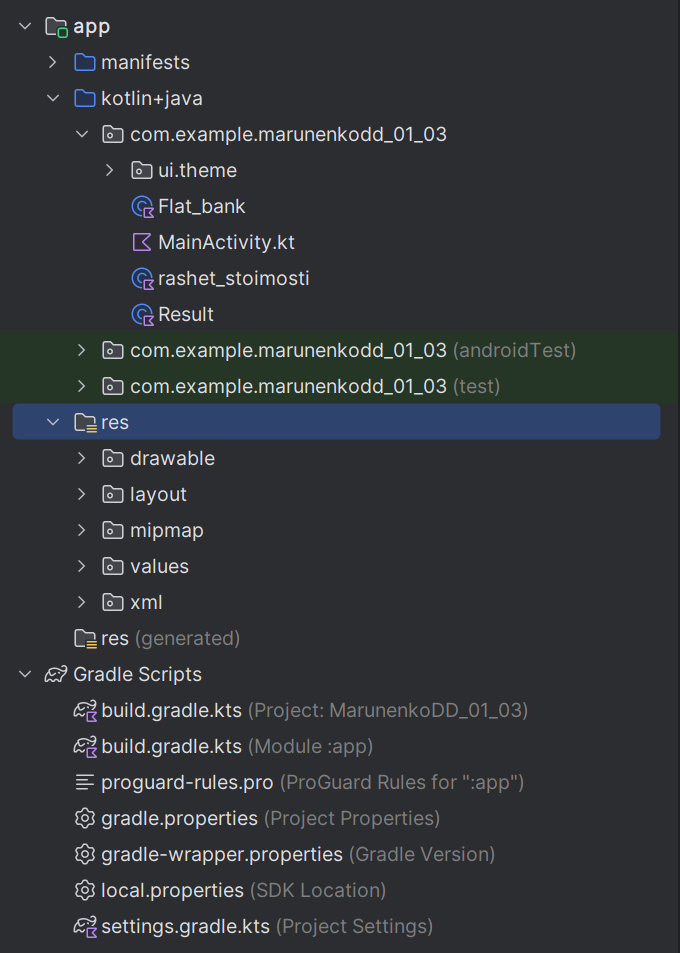 app
manifests
kotlin+java
com.example.marunenkodd_01_03
ui.theme
Flat_bank
MainActivity.kt
rashet_stoimosti
Result
com.example.marunenkodd_01_03 (androidTest)
com.example.marunenkodd_01_03 (test)
res
drawable
layout
mipmap
values
xml
res (generated)
Gradle Scripts
build.gradle.kts (Project: MarunenkoDD_01_03)
build.gradle.kts (Module :app)
proguard-rules.pro (ProGuard Rules for ":app")
gradle.properties (Project Properties)
gradle-wrapper.properties (Gradle Version)
local.properties (SDK Location)
settings.gradle.kts (Project Settings)